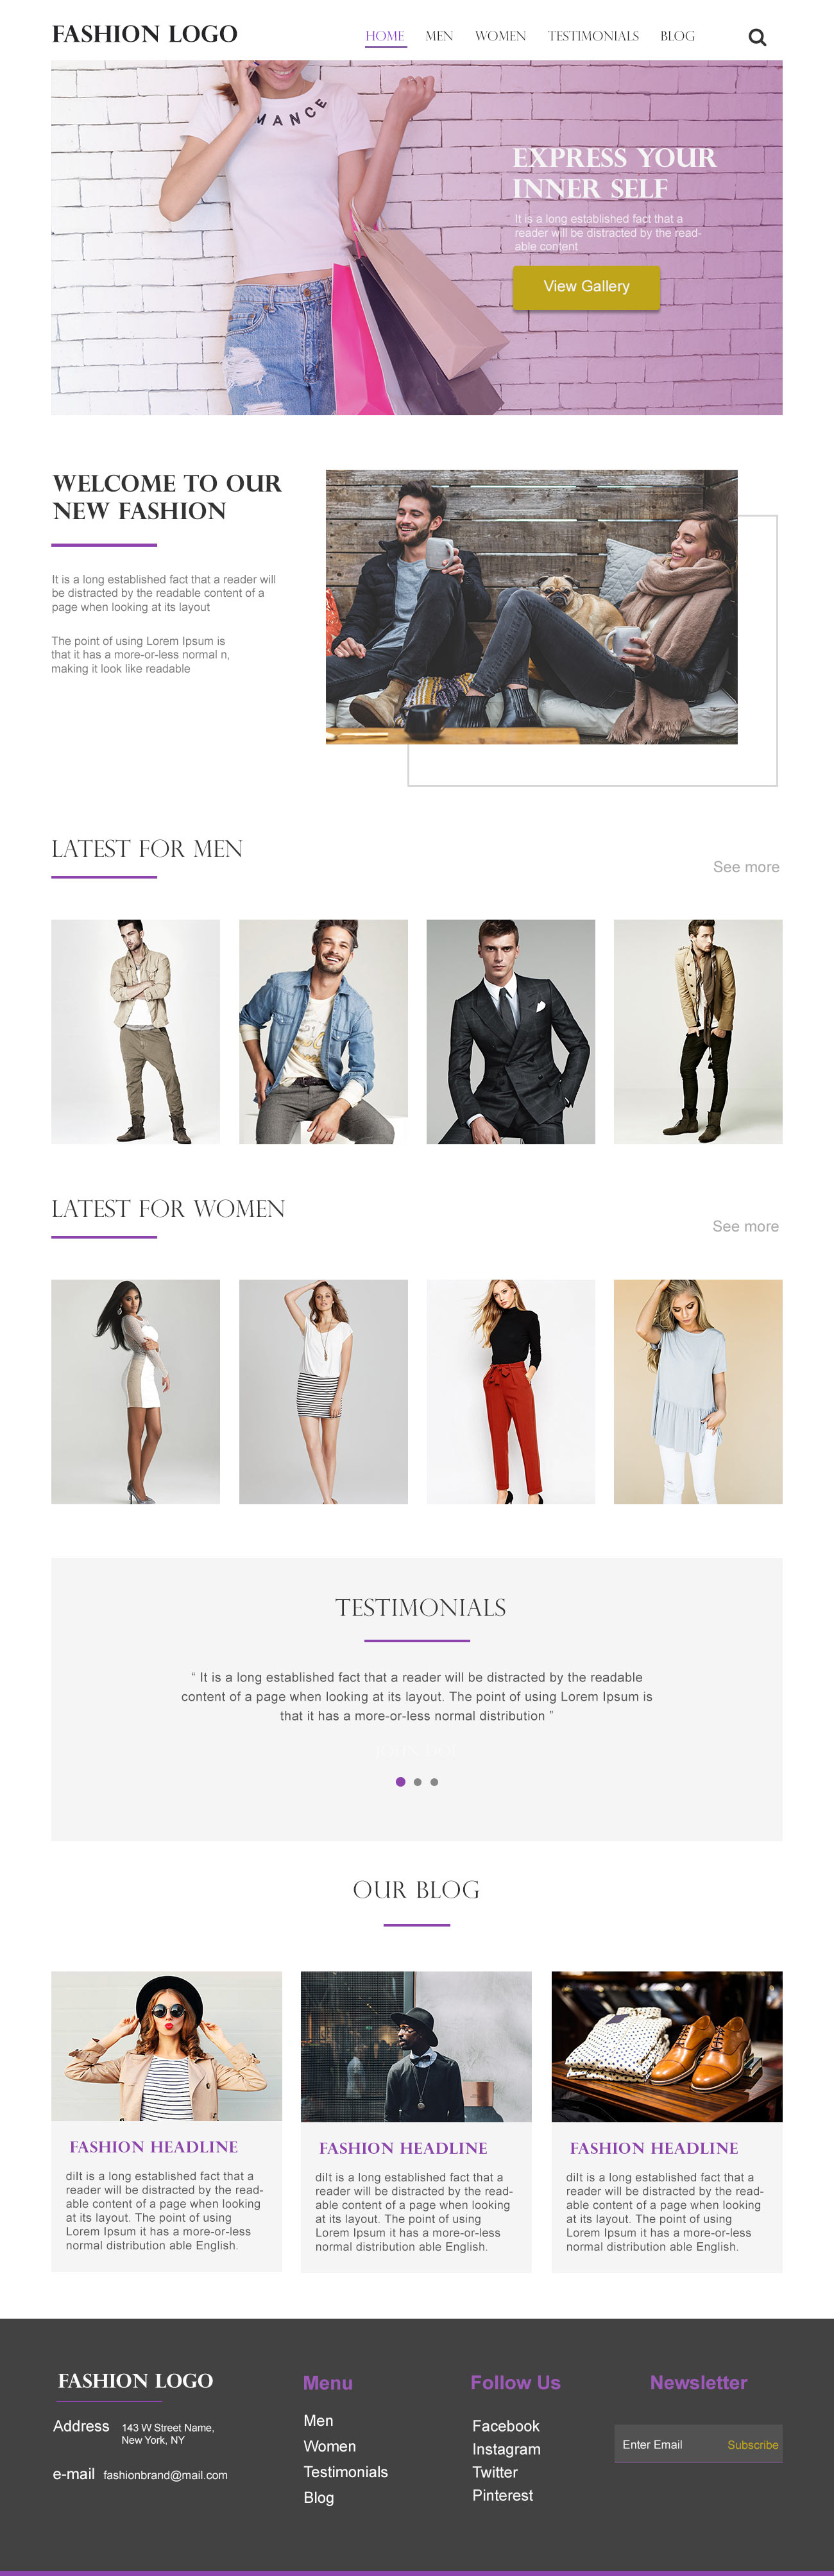 FASHION LOGO
HOME MEN WOMEN TESTIMONIALS BLOG
MANCE
EXPRESS YOUR
INNER SELF
It is a long established fact that a
reader will be distracted by the read-
able content
View Gallery
WELCOME TO OUR
NEW FASHION
It is a long established fact that a reader will
be distracted by the readable content of a
page when looking at its layout
The point of using Lorem Ipsum is
that it has a more-or-less normal n,
making it look like readable
LATEST FOR MEN
See more
LATEST FOR WOMEN
See more
TESTIMONIALS
“ It is a long established fact that a reader will be distracted by the readable
content of a page when looking at its layout. The point of using Lorem Ipsum is
that it has a more-or-less normal distribution ”
OUR BLOG
FASHION HEADLINE
diIt is a long established fact that a
reader will be distracted by the read-
able content of a page when looking
at its layout. The point of using
Lorem Ipsum it has a more-or-less
normal distribution able English.
FASHION HEADLINE
diIt is a long established fact that a
reader will be distracted by the read-
able content of a page when looking
at its layout. The point of using
Lorem Ipsum it has a more-or-less
normal distribution able English.
FASHION HEADLINE
diIt is a long established fact that a
reader will be distracted by the read-
able content of a page when looking
at its layout. The point of using
Lorem Ipsum it has a more-or-less
normal distribution able English.
FASHION LOGO
Address 143 W Street Name,
New York, NY
e-mail fashionbrand@mail.com
Menu
Men
Women
Testimonials
Blog
Follow Us
Facebook
Instagram
Twitter
Pinterest
Newsletter
Enter Email Subscribe